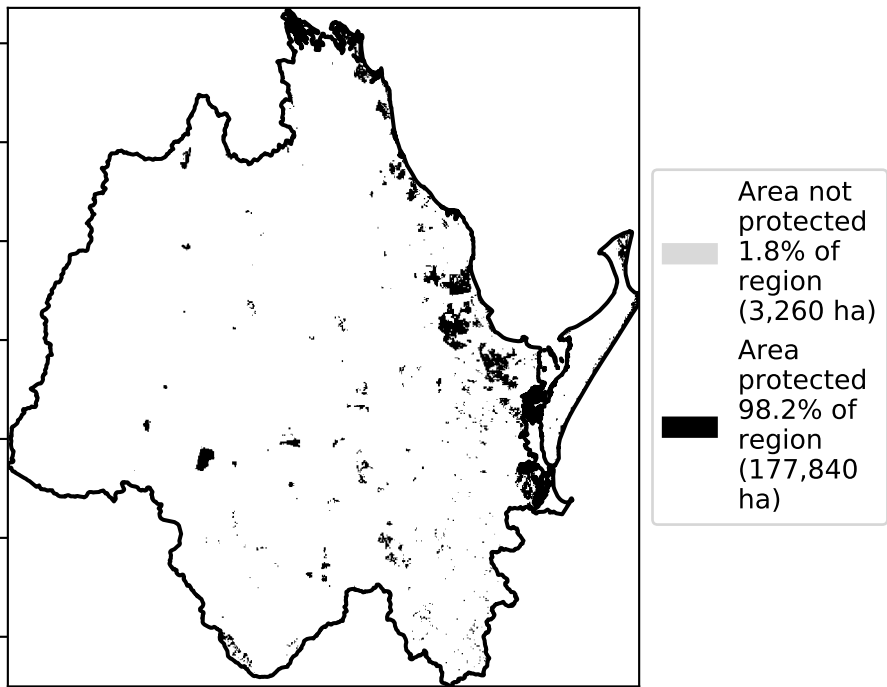 Area not
protected
1.8% of
region
(3,260 ha)
Area
protected
98.2% of
region
(177,840
ha)